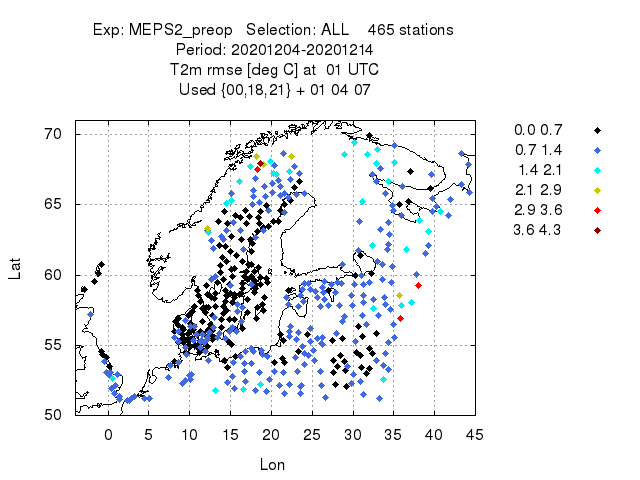 Exp: MEPS2_preop Selection: ALL 465 stations
Period: 20201204-20201214
T2m rmse [deg C] at 01 UTC
Used {00,18,21} + 01 04 07
70
65
60
55
50
Lat
0 5 10 15 20 25 30 35 40 45
Lon
0.0 0.7
0.7 1.4
1.4 2.1
2.1 2.9
2.9 3.6
3.6 4.3